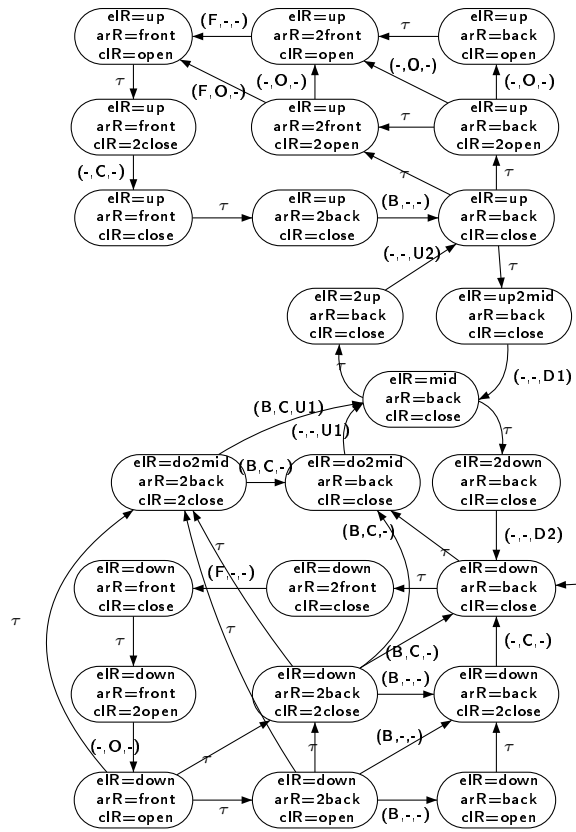 elR=up
arR=front
clR=open
(F,-,-)
elR=up
arR=2front
clR=open
τ
elR=up
arR=back
clR=open
τ
(F,O,-)
(-,O,-)
(-,O,-)
(-,O,-)
elR=up
arR=front
clR=2close
elR=up
arR=2front
clR=2open
τ
elR=up
arR=back
clR=2open
(-,C,-)
τ
τ
elR=up
arR=front
clR=close
τ
elR=up
arR=2back
clR=close
(B,-,-)
elR=up
arR=back
clR=close
(-,-,U2)
τ
elR=2up
arR=back
clR=close
elR=up2mid
arR=back
clR=close
τ
(-,-,D1)
elR=mid
arR=back
clR=close
(B,C,U1)
(-,-,U1)
τ
elR=do2mid
arR=2back
clR=2close
(B,C,-)
elR=do2mid
arR=back
clR=close
elR=2down
arR=back
clR=close
(B,C,-)
(-,-,D2)
τ
τ
elR=down
arR=front
clR=close
(F,-,-)
elR=down
arR=2front
clR=close
τ
elR=down
arR=back
clR=close
τ
τ
τ
(B,C,-)
(-,C,-)
elR=down
arR=front
clR=2open
elR=down
arR=2back
clR=2close
(B,-,-)
elR=down
arR=back
clR=2close
(-,O,-)
τ
τ
(B,-,-)
τ
elR=down
arR=front
clR=open
τ
elR=down
arR=2back
clR=open
(B,-,-)
elR=down
arR=back
clR=open